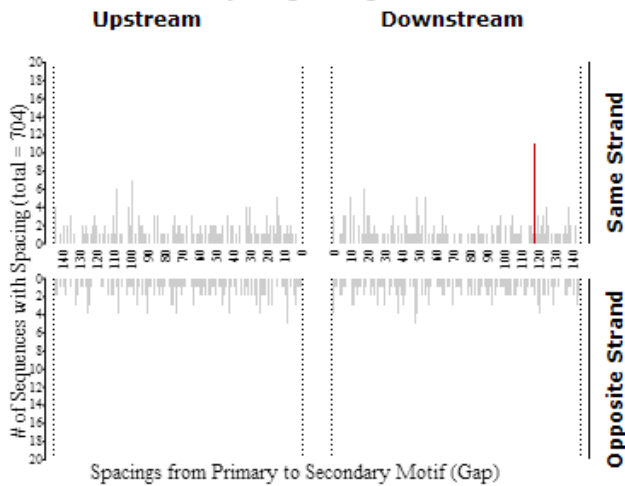 Upstream
Downstream
# of Sequences with Spacing (total = 704)
20
18
16
14
12
10
8
6
4
2
0
140 130 120 110 100 90 80 70 60 50 40 30 20 10 0
0 10 20 30 40 50 60 70 80 90 100 110 120 130 140
Same Strand
0
2
4
6
8
10
12
14
16
18
20
Opposite Strand
Spacings from Primary to Secondary Motif (Gap)